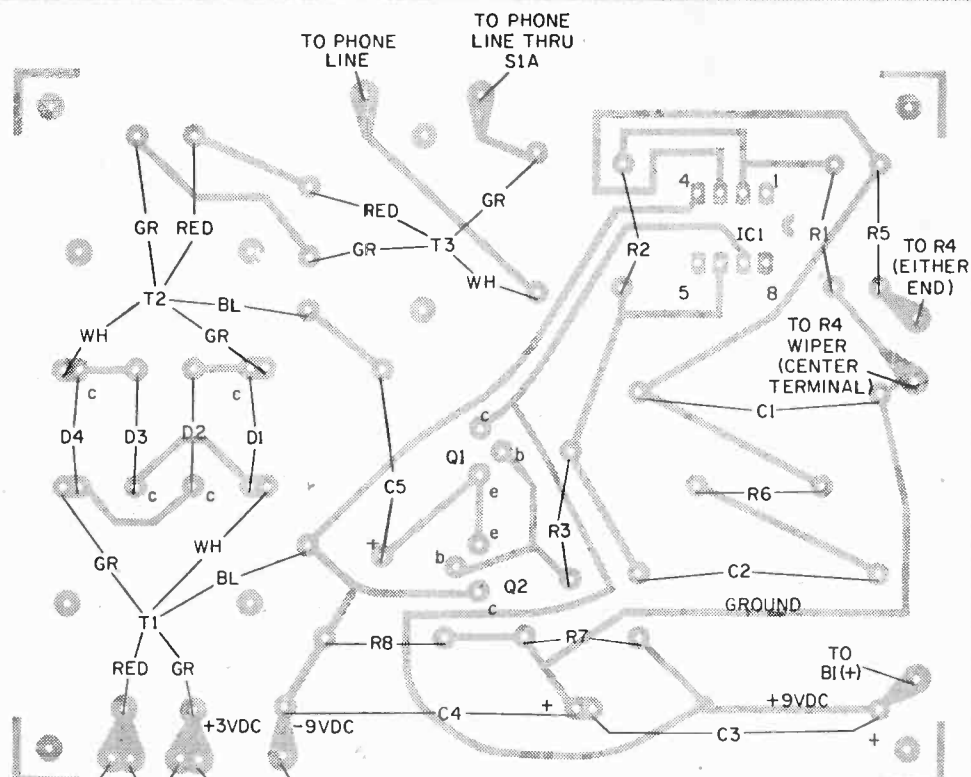 TO PHONE
LINE
TO PHONE
LINE THRU
S1A
4
1
GR
RED
RED
GR
GR
T3
WH
R2
IC1
R1
R5
TO R4
(EITHER
END)
5
8
T2
BL
WH
GR
TO R4
WIPER
(CENTER
TERMINAL)
c
c
C1
D4
D3
D2
D1
c
Q1
b
C5
e
R6
c
c
e
R3
+
b
GR
WH
BL
Q2
c
C2
GROUND
T1
R8
R7
RED
GR
TO
B1(+)
+3VDC
-9VDC
C4
+
+9VDC
C3
+